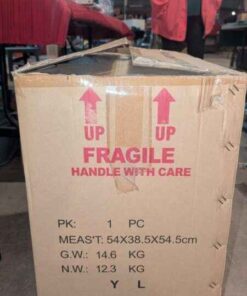 UP UP
FRAGILE
HANDLE WITH CARE
PK: 1 PC
MEAS'T: 54X38.5X54.5cm
G.W.: 14.6 KG
N.W.: 12.3 KG
Y L